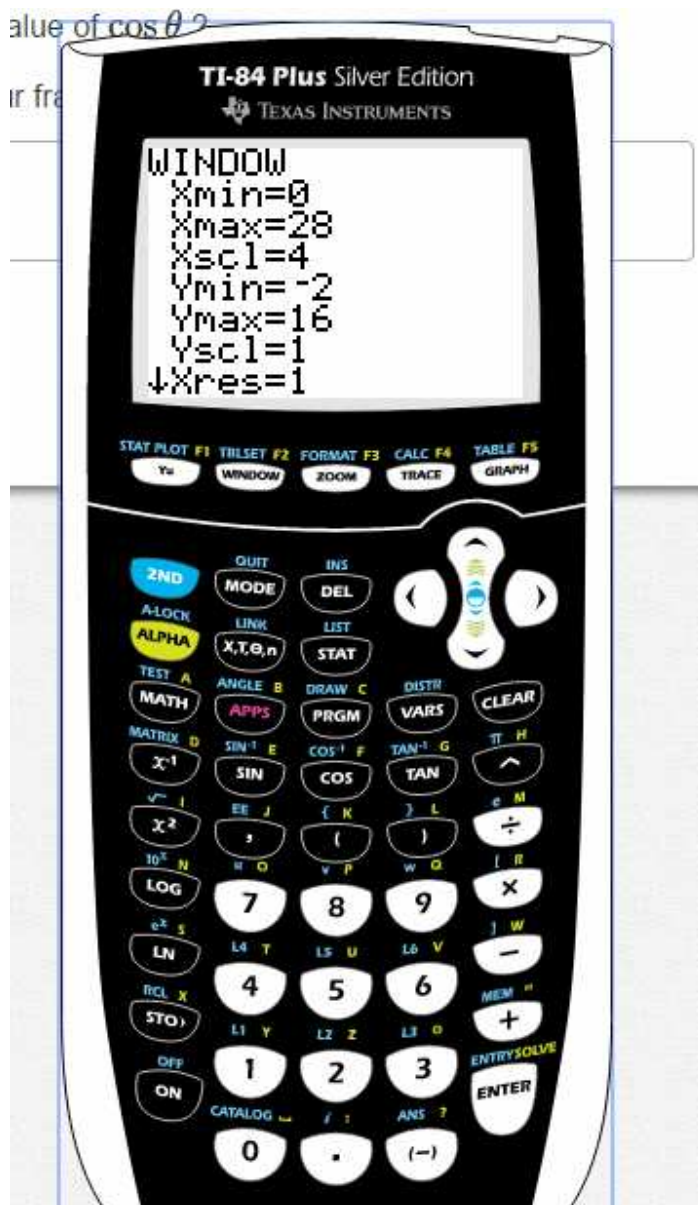 alue of cos θ ?
ur fra
TI-84 Plus Silver Edition
TEXAS INSTRUMENTS
WINDOW
Xmin=0
Xmax=28
Xscl=4
Ymin=-2
Ymax=16
Yscl=1
↓Xres=1
STAT PLOT F1 TBLSET F2 FORMAT F3 CALC F4 TABLE F5
Y= WINDOW ZOOM TRACE GRAPH
QUIT INS
2ND MODE DEL
A-LOCK LINK LIST
ALPHA X,T,Θ,n STAT
TEST A ANGLE B DRAW C DISTR
MATH APPS PRGM VARS CLEAR
MATRIX D SIN-1 E COS-1 F TAN-1 G π H
x-1 SIN COS TAN ^
√ I EE J { K } L e M
x2 , ( ) ÷
10x N u O v P w Q [ R
LOG 7 8 9 ×
ex S L4 T L5 U L6 V ] W
LN 4 5 6 −
RCL X L1 Y L2 Z L3 Θ MEM "
STO› 1 2 3 +
OFF CATALOG i : ANS ? ENTRY SOLVE
ON 0 . (−) ENTER